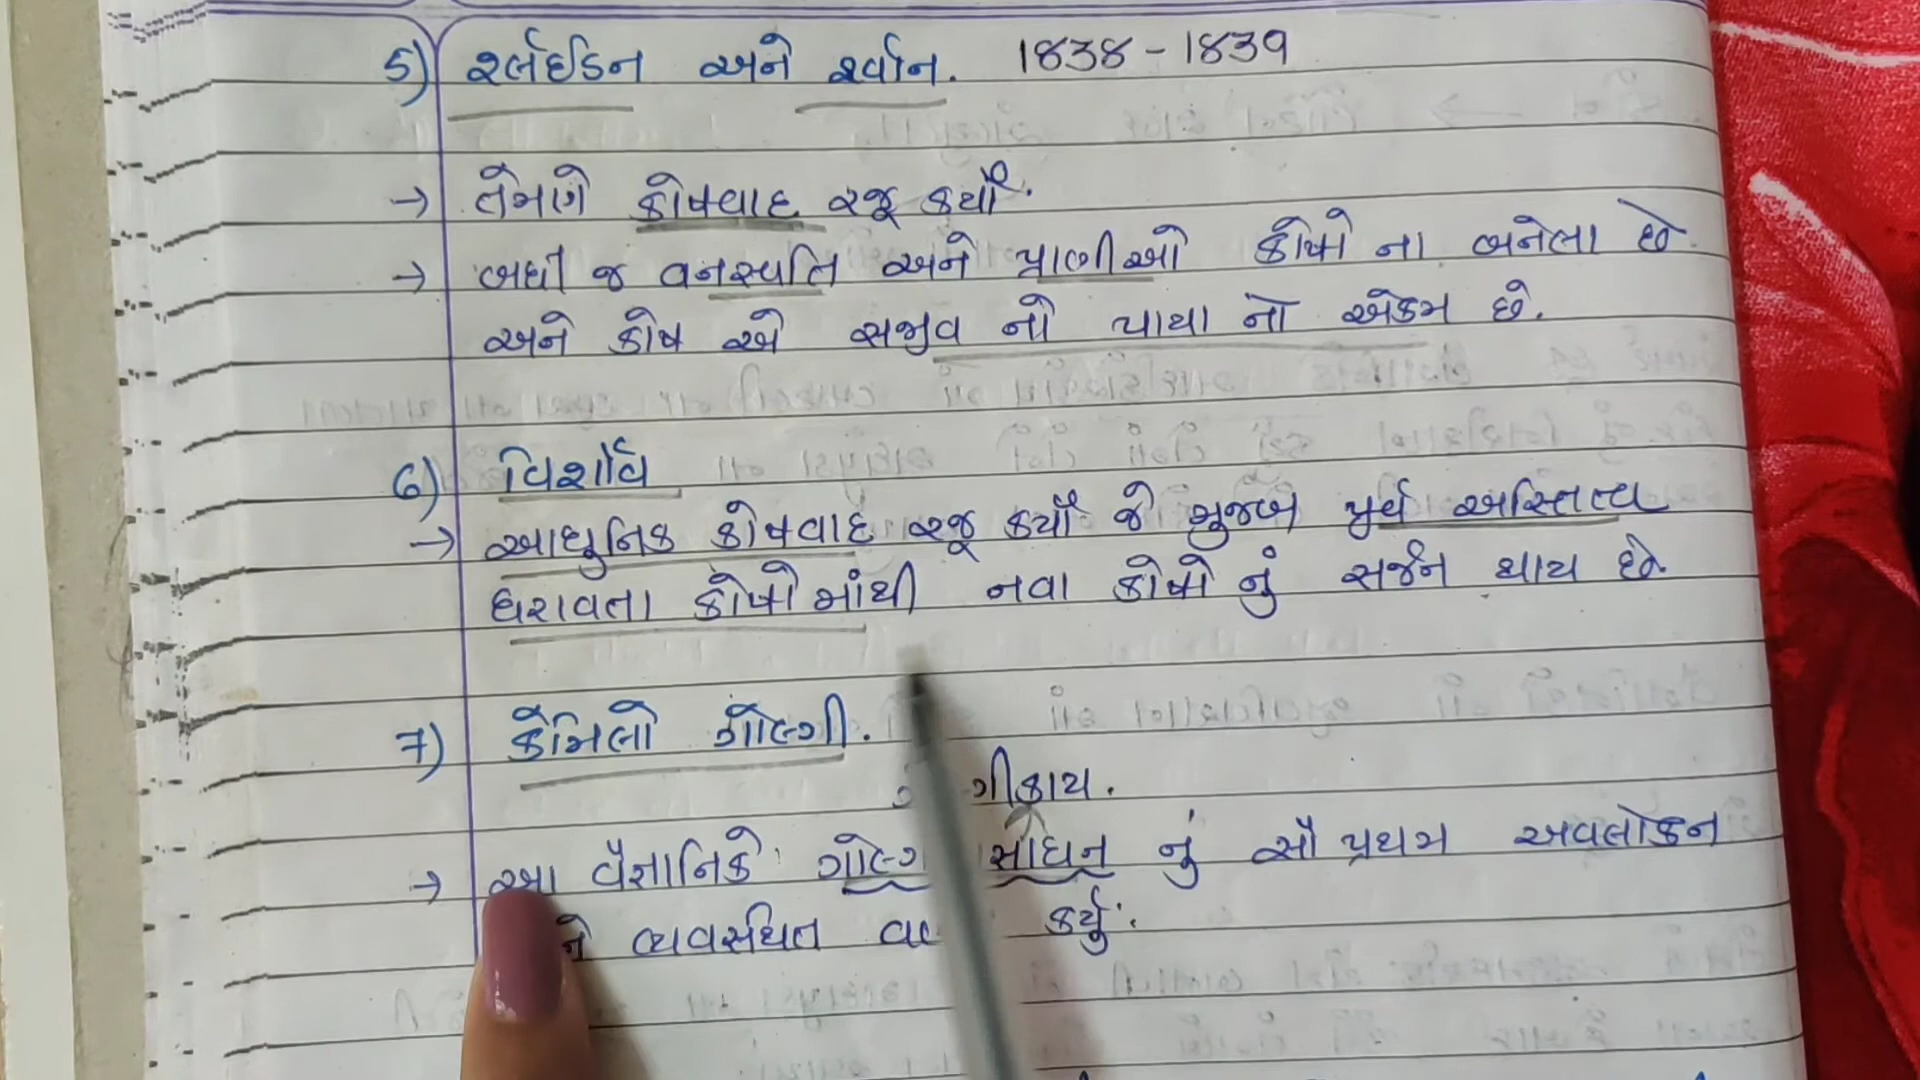 5) શ્લેઈડન અને શ્વાન. 1838 - 1839
→ તેમણે કોષવાદ રજૂ કર્યો.
→ બધી જ વનસ્પતિ અને પ્રાણીઓ કોષો ના બનેલા છે
અને કોષ એ સજીવ નો પાયા નો એકમ છે.
6) વિર્શોવ
→ આધુનિક કોષવાદ રજૂ કર્યો જે મુજબ પુર્વ અસ્તિત્વ
ધરાવતા કોષોમાંથી નવા કોષોનું સર્જન થાય છે.
7) કેમિલો ગોલ્ગી.
→ આ વૈજ્ઞાનિકે સાધન નું સૌ પ્રથમ અવલોકન
વ્યવસ્થિત કર્યુ.